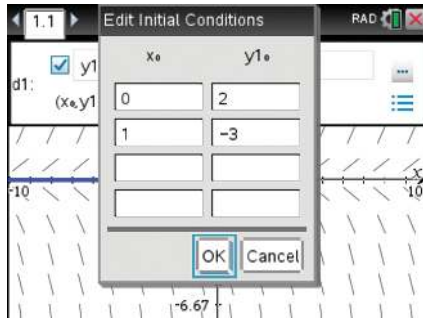 1.1
Edit Initial Conditions
RAD
x₀ y1₀
y1
d1:
(x₀,y1
0 2
1 -3
x
-10 10
OK Cancel
-6.67